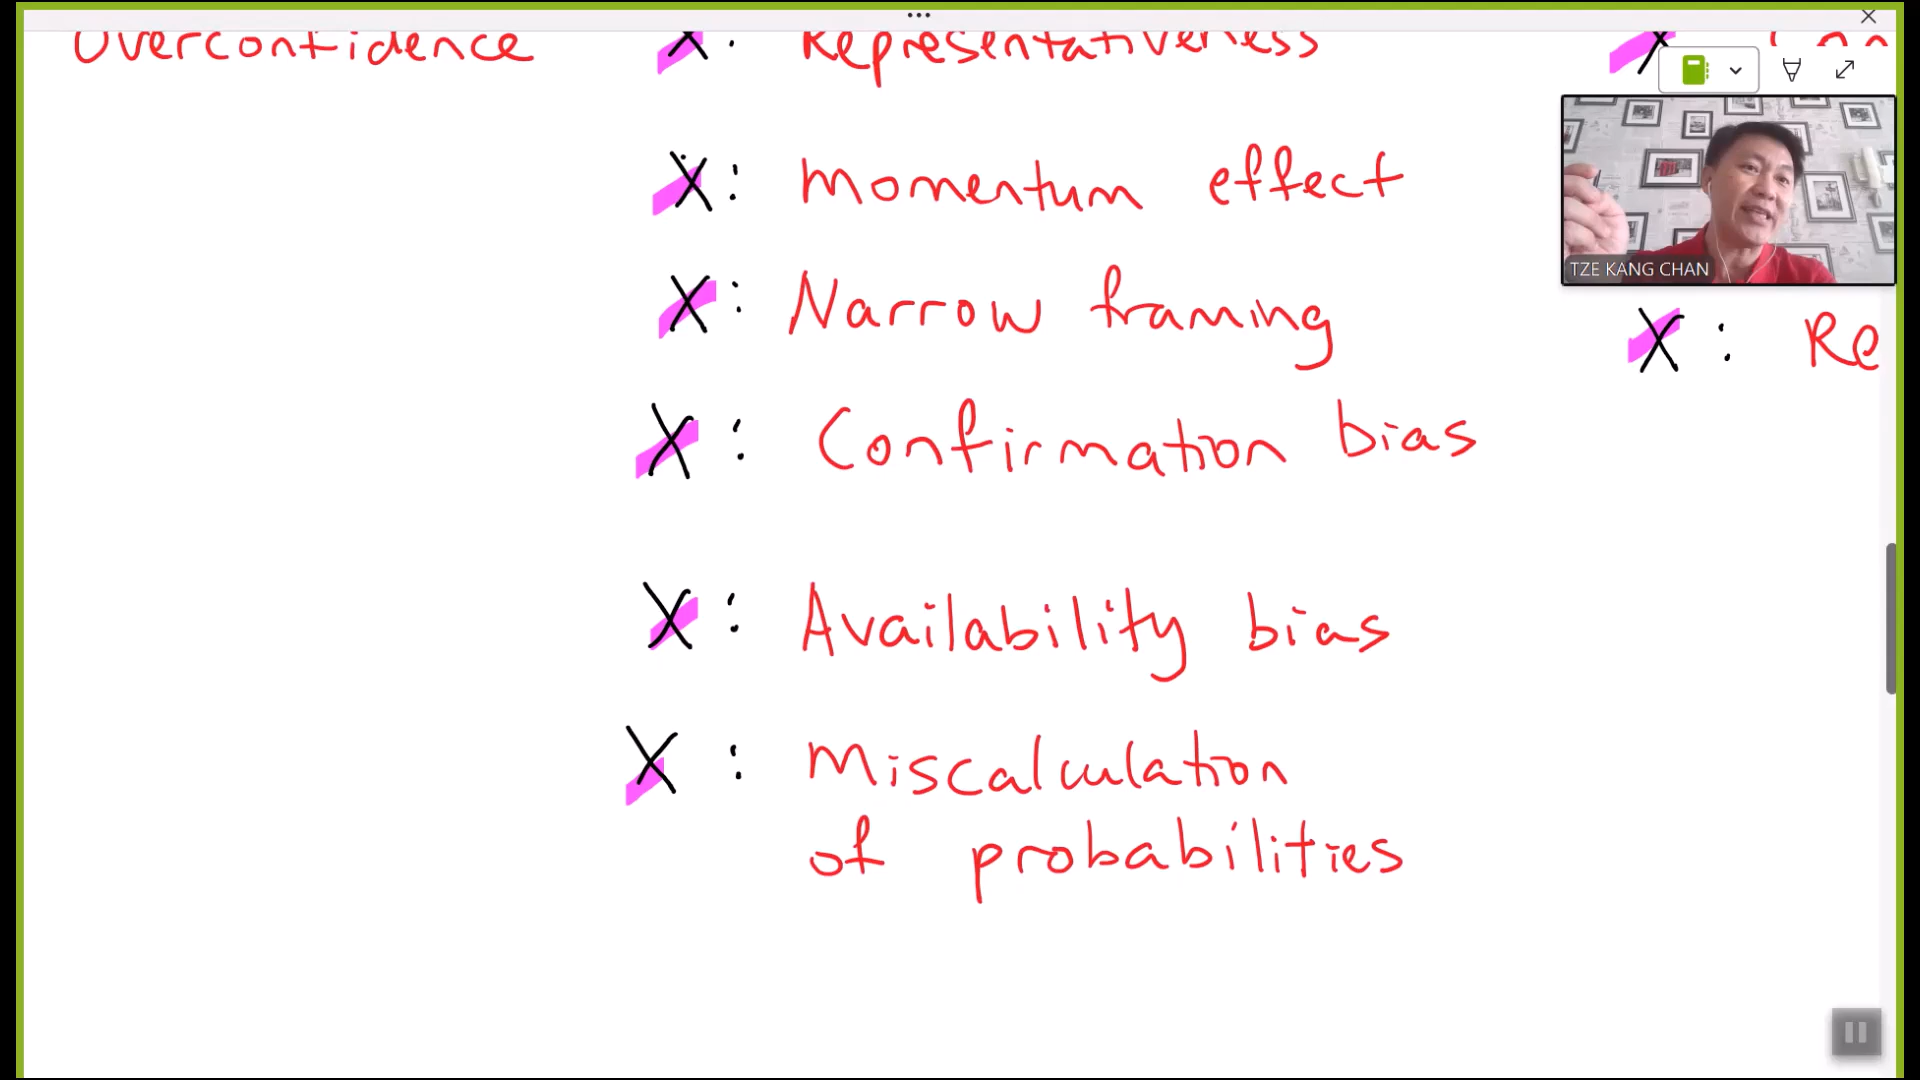 Overconfidence
X : Representativeness
X : Momentum effect
TZE KANG CHAN
X : Narrow framing
X : Re
X : Confirmation bias
X : Availability bias
X : Miscalculation
of probabilities